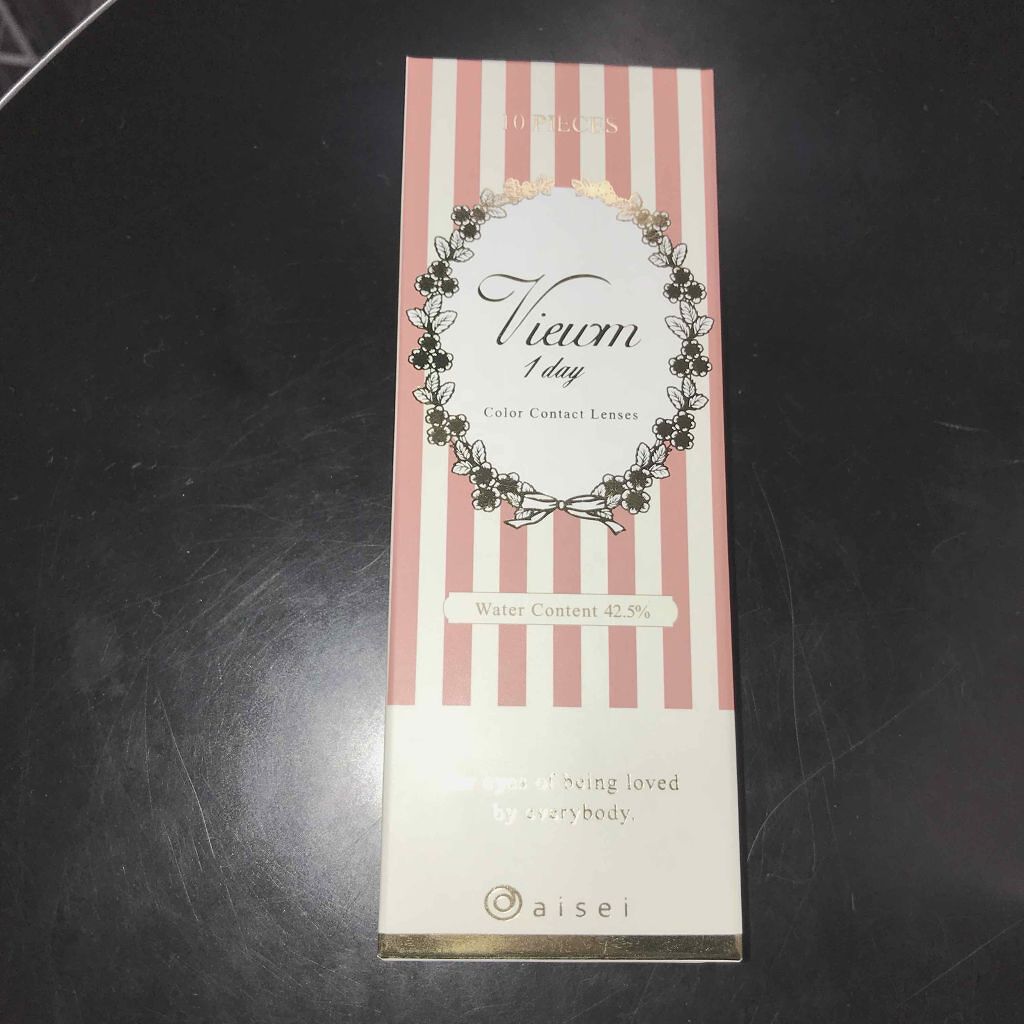 10 PIECES
Vieum
1 day
Color Contact Lenses
Water Content 42.5%
eyes of being loved
by everybody.
aisei